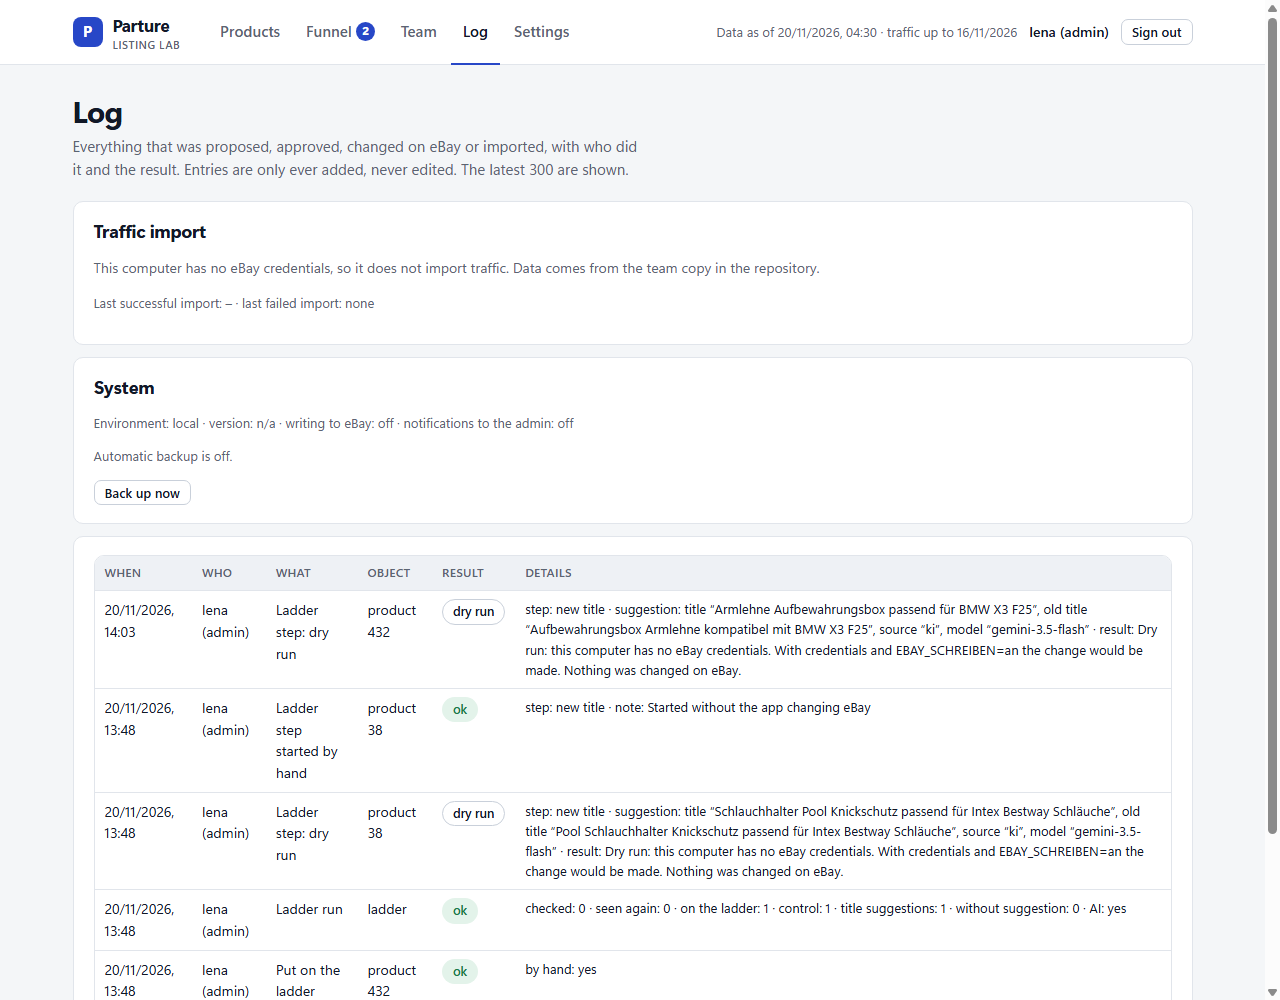 P Parture
LISTING LAB
Products Funnel 2 Team Log Settings
Data as of 20/11/2026, 04:30 · traffic up to 16/11/2026 lena (admin) Sign out
Log
Everything that was proposed, approved, changed on eBay or imported, with who did
it and the result. Entries are only ever added, never edited. The latest 300 are shown.
Traffic import
This computer has no eBay credentials, so it does not import traffic. Data comes from the team copy in the repository.
Last successful import: – · last failed import: none
System
Environment: local · version: n/a · writing to eBay: off · notifications to the admin: off
Automatic backup is off.
Back up now
WHEN WHO WHAT OBJECT RESULT DETAILS
20/11/2026, 14:03
lena (admin)
Ladder step: dry run
product 432
dry run
step: new title · suggestion: title “Armlehne Aufbewahrungsbox passend für BMW X3 F25”, old title
“Aufbewahrungsbox Armlehne kompatibel mit BMW X3 F25”, source “ki”, model “gemini-3.5-flash” · result: Dry
run: this computer has no eBay credentials. With credentials and EBAY_SCHREIBEN=an the change would be
made. Nothing was changed on eBay.
20/11/2026, 13:48
lena (admin)
Ladder step started by hand
product 38
ok
step: new title · note: Started without the app changing eBay
20/11/2026, 13:48
lena (admin)
Ladder step: dry run
product 38
dry run
step: new title · suggestion: title “Schlauchhalter Pool Knickschutz passend für Intex Bestway Schläuche”, old
title “Pool Schlauchhalter Knickschutz passend für Intex Bestway Schläuche”, source “ki”, model “gemini-3.5-
flash” · result: Dry run: this computer has no eBay credentials. With credentials and EBAY_SCHREIBEN=an the
change would be made. Nothing was changed on eBay.
20/11/2026, 13:48
lena (admin)
Ladder run
ladder
ok
checked: 0 · seen again: 0 · on the ladder: 1 · control: 1 · title suggestions: 1 · without suggestion: 0 · AI: yes
20/11/2026, 13:48
lena (admin)
Put on the ladder
product 432
ok
by hand: yes